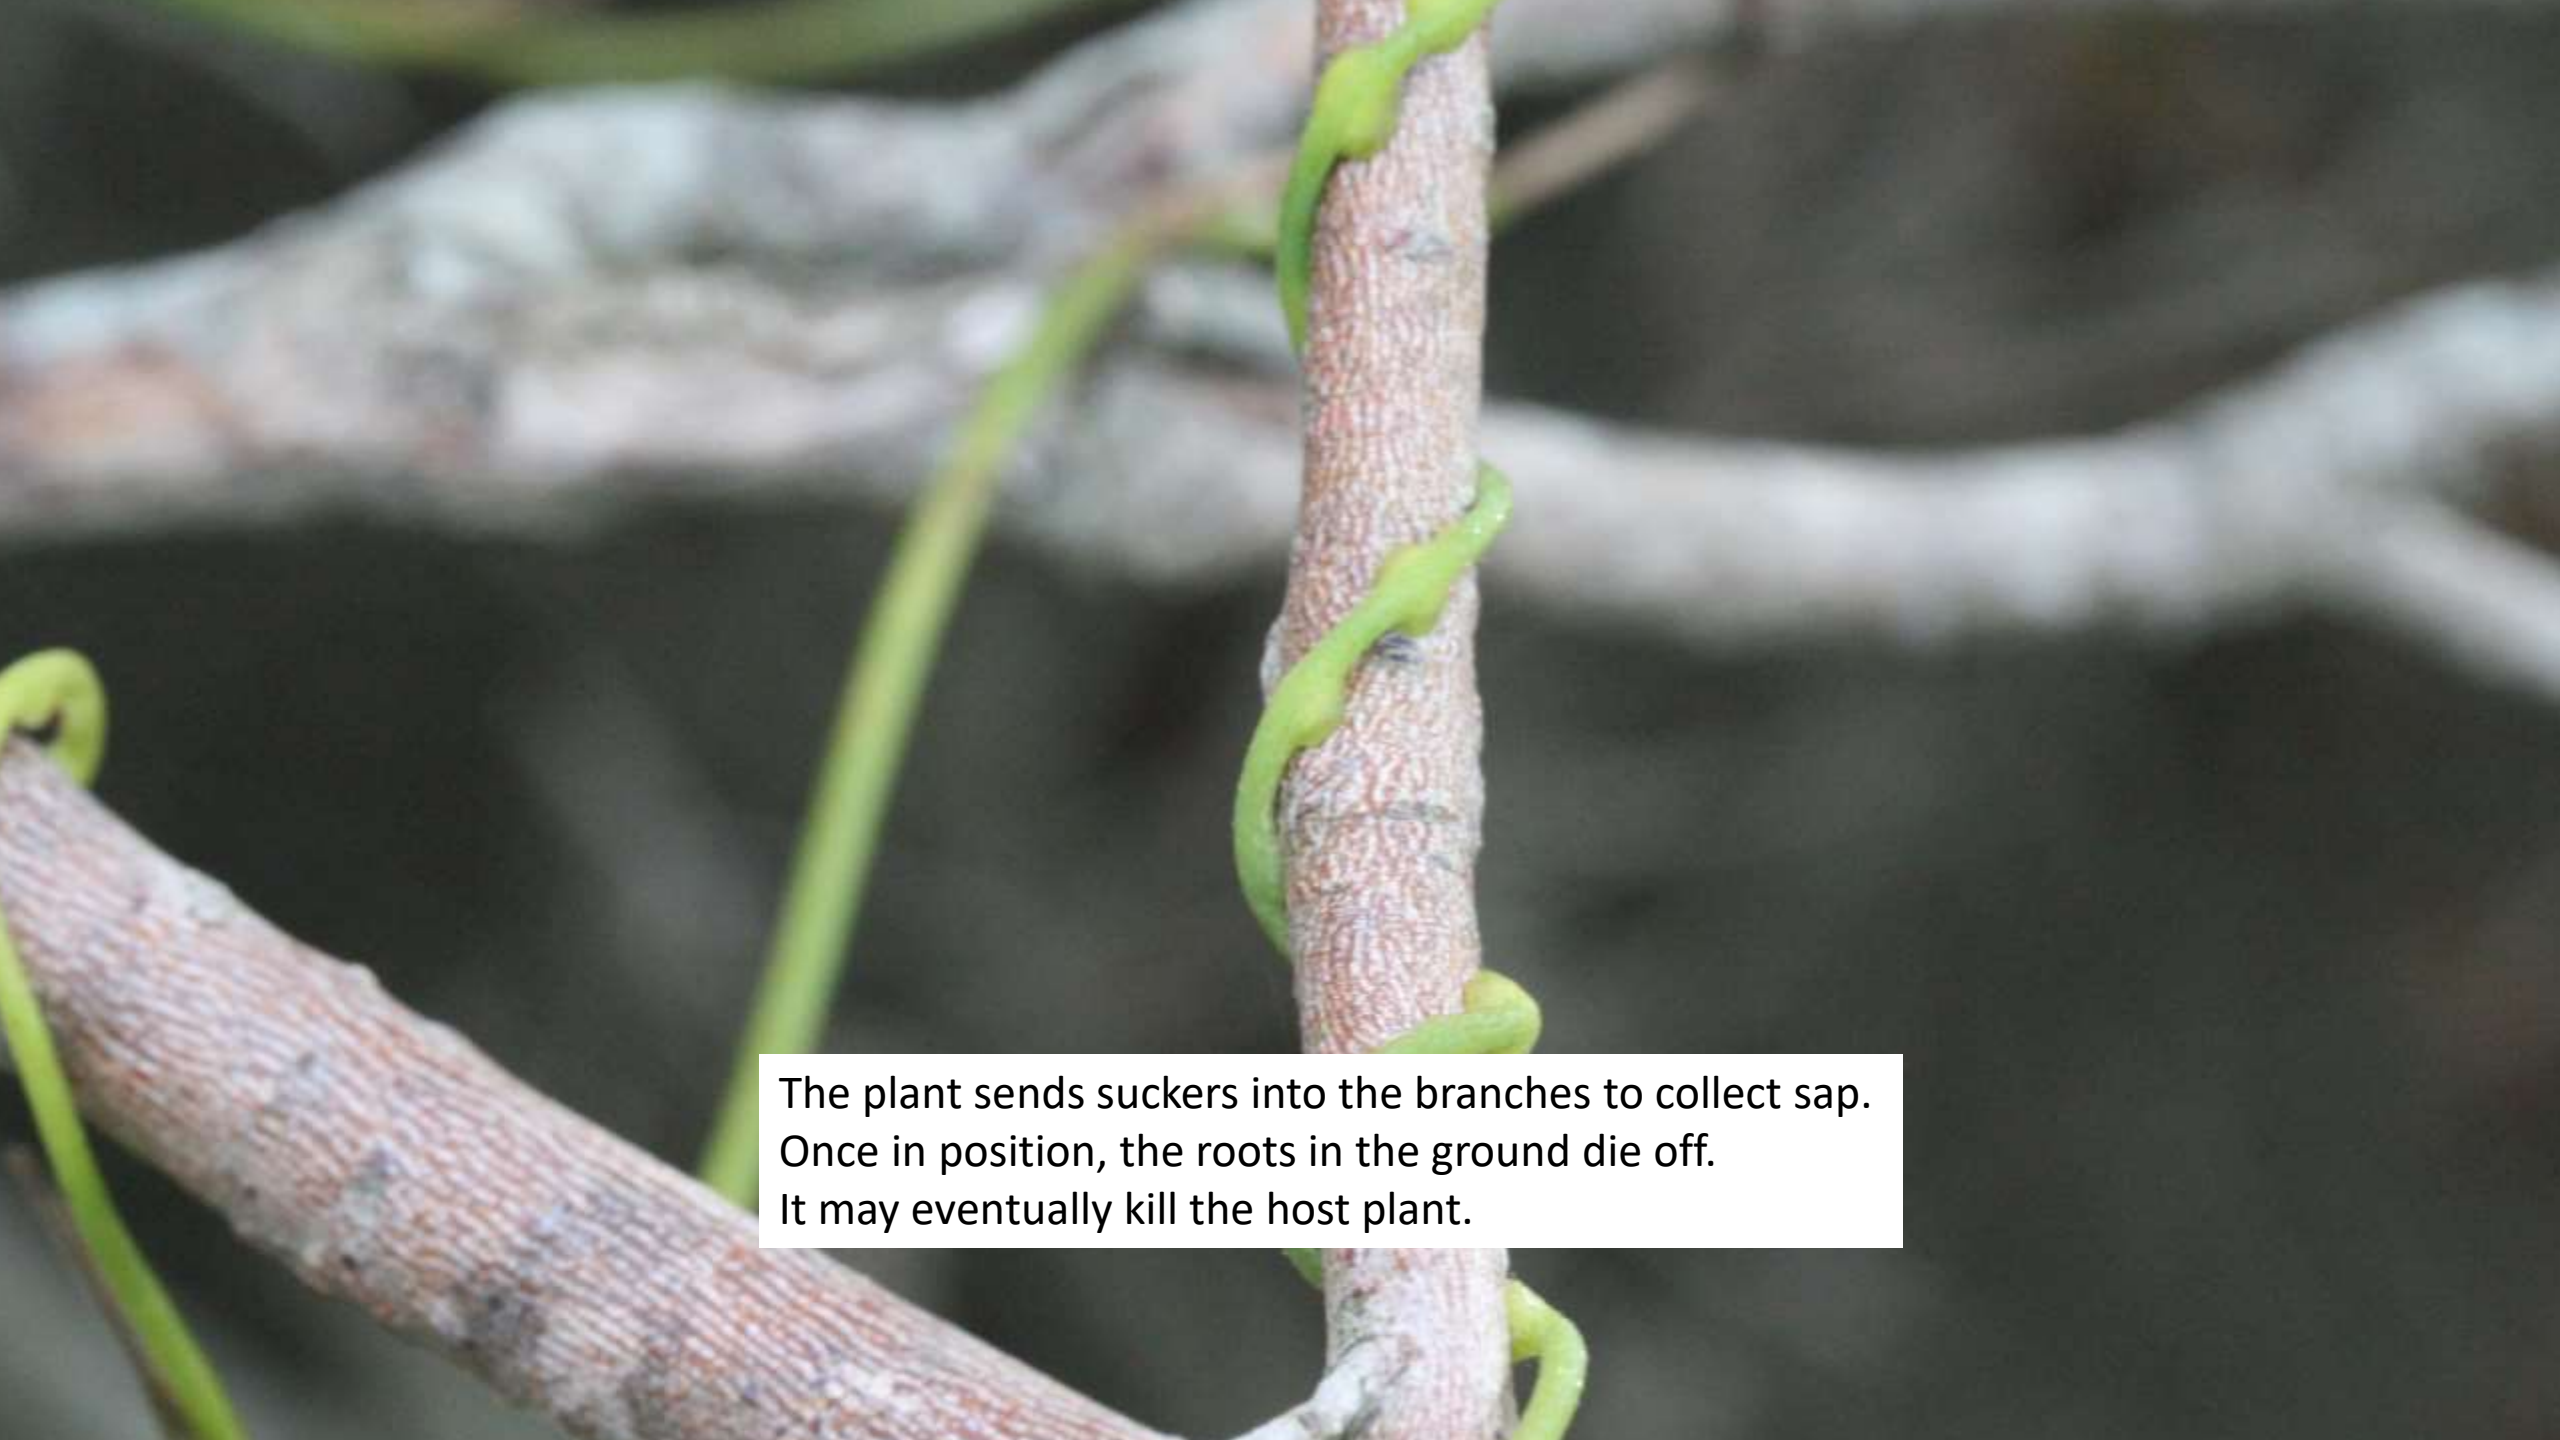 The plant sends suckers into the branches to collect sap.
Once in position, the roots in the ground die off.
It may eventually kill the host plant.